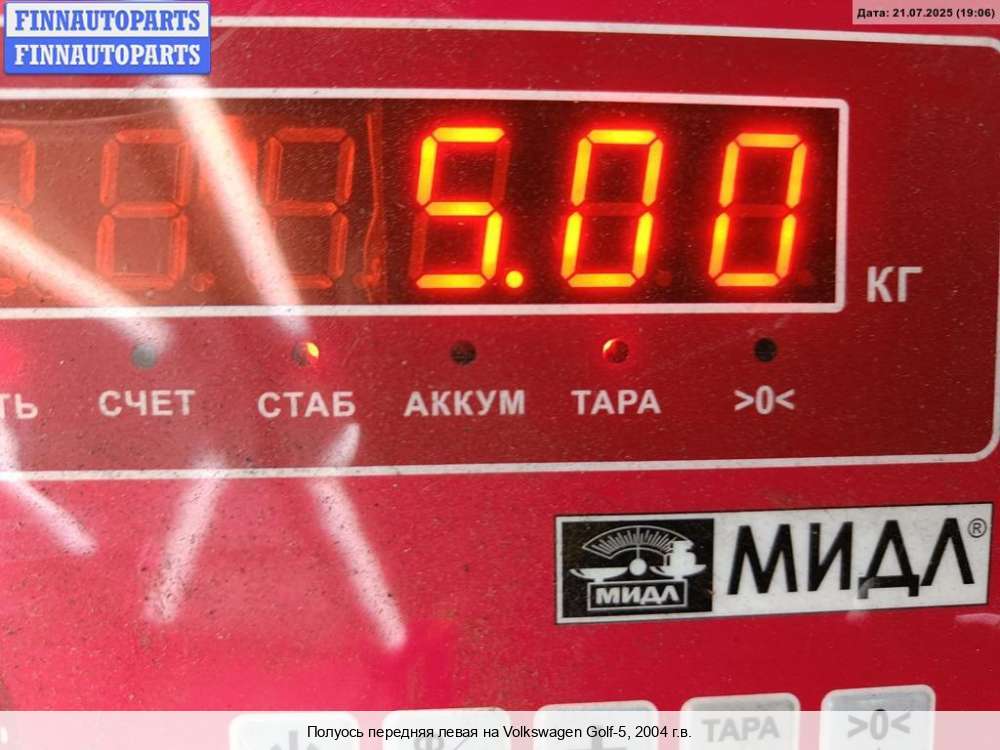 FINNAUTOPARTS
FINNAUTOPARTS
Дата: 21.07.2025 (19:06)
5.00
КГ
ТЬ СЧЕТ СТАБ АККУМ ТАРА >0<
МИДЛ МИДЛ®
ТАРА >0<
Полуось передняя левая на Volkswagen Golf-5, 2004 г.в.